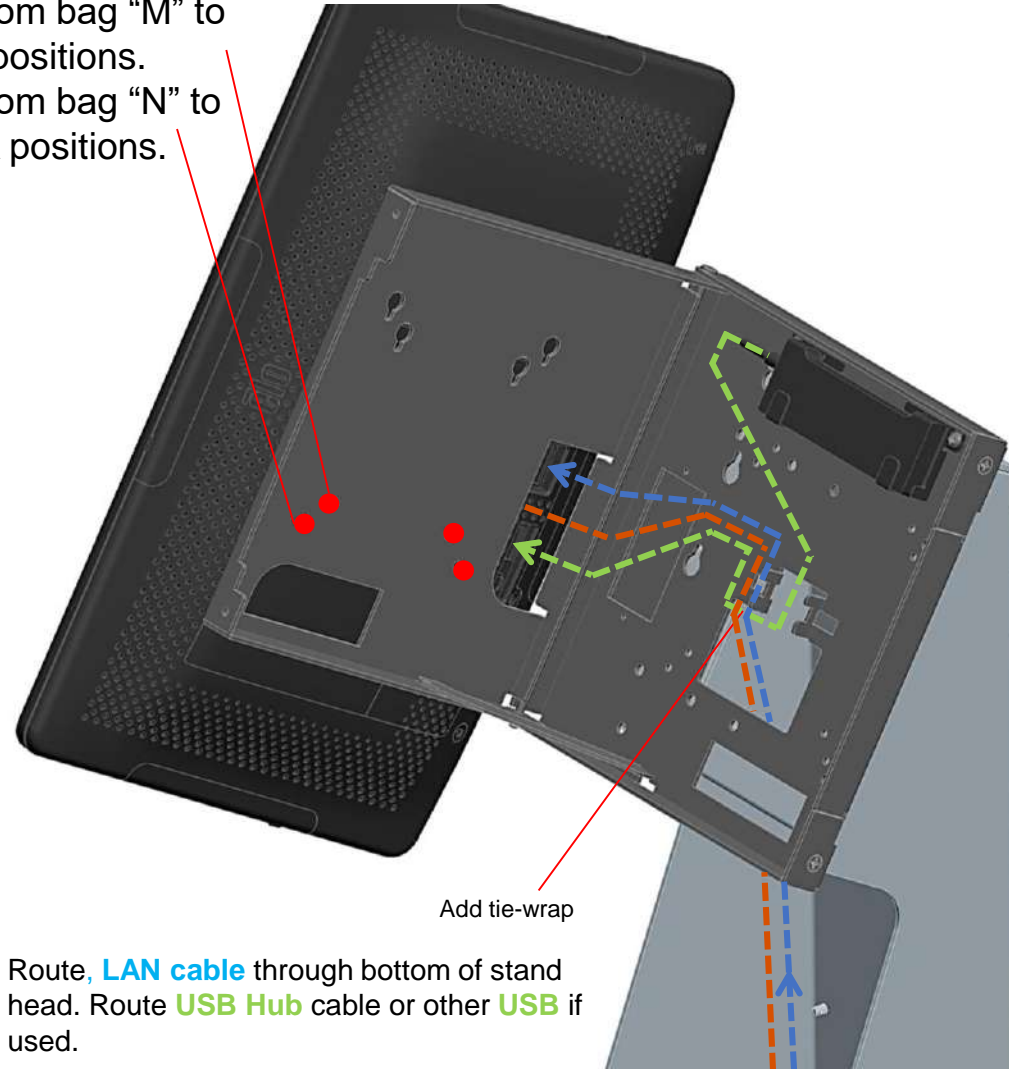 om bag “M” to
positions.
om bag “N” to
positions.
Add tie-wrap
Route, LAN cable through bottom of stand
head. Route USB Hub cable or other USB if
used.